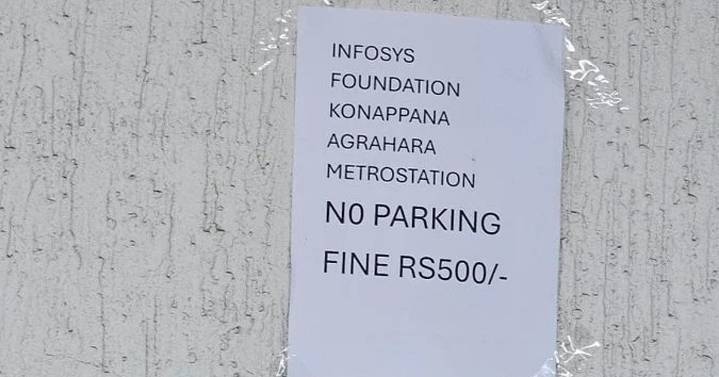 INFOSYS
FOUNDATION
KONAPPANA
AGRAHARA
METROSTATION
N0 PARKING
FINE RS500/-